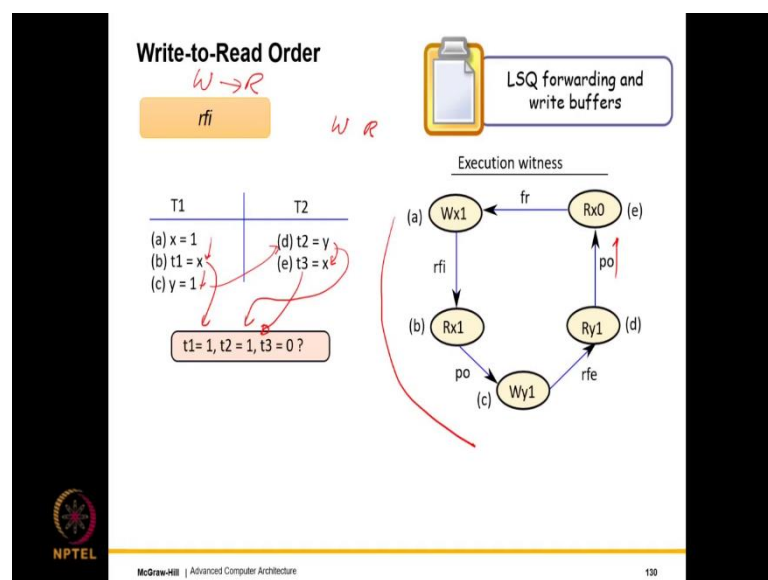 Write-to-Read Order
W → R
rfi
W R
LSQ forwarding and
write buffers
Execution witness
T1 T2
(a) x = 1
(b) t1 = x
(c) y = 1
(d) t2 = y
(e) t3 = x
t1= 1, t2 = 1, t3 = 0 ?
(a) Wx1
fr
Rx0 (e)
rfi
po
(b) Rx1
Ry1 (d)
po
rfe
(c) Wy1
NPTEL
McGraw-Hill | Advanced Computer Architecture
130